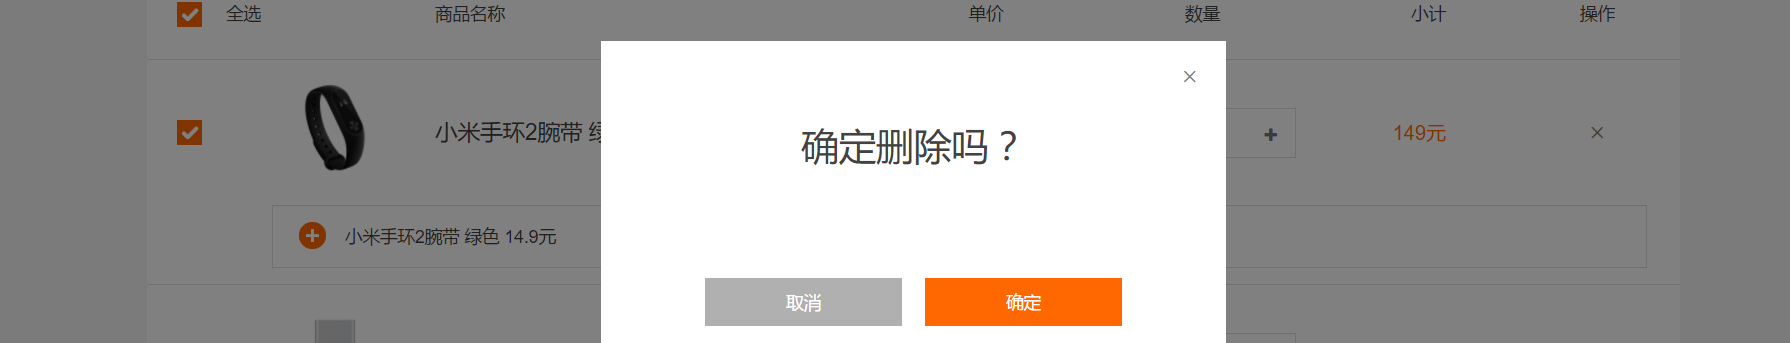 全选 商品名称 单价 数量 小计 操作
小米手环2腕带 149元
确定删除吗？
小米手环2腕带 绿色 14.9元
取消 确定